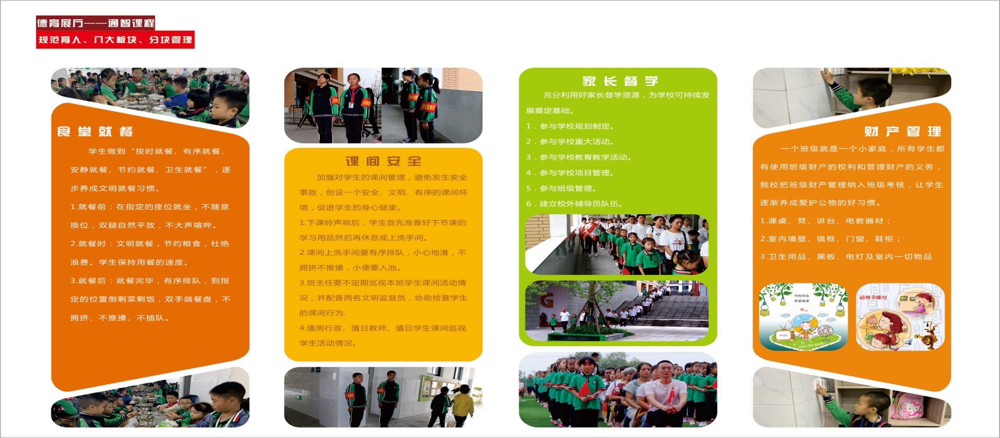 德育展厅——通智课程
规范育人、八大板块、分块管理
食堂就餐
学生做到“按时就餐、有序就餐、
安静就餐、节约就餐、卫生就餐”，逐
步养成文明就餐习惯。
1.就餐前：在指定的座位就坐，不随意
换位，双腿自然平放，不大声喧哗。
2.就餐时：文明就餐，节约粮食，杜绝
浪费。学生保持用餐的速度。
3.就餐后：就餐完毕，有序排队，到指
定的位置倒剩菜剩饭，双手端餐盘，不
拥挤、不推搡、不插队。
安全监督员
课间安全
加强对学生的课间管理，避免发生安全
事故，创设一个安全、文明、有序的课间环
境，促进学生的身心健康。
1.下课铃声响后，学生首先准备好下节课的
学习用品然后再休息或上洗手间。
2.课间上洗手间要有序排队，小心地滑，不
拥挤不推搡，小便要入池。
3.班主任要不定期巡视本班学生课间活动情
况，并配备两名文明监督员，协助检查学生
的课间行为.
4.值周行政、值日教师、值日学生课间巡视
学生活动情况。
家长督学
充分利用好家长督学资源，为学校可持续发
展奠定基础。
1．参与学校规划制定。
2．参与学校重大活动。
3．参与学校教育教学活动。
4．参与学校项目管理。
5．参与班级管理。
6．建立校外辅导员队伍。
财产管理
一个班级就是一个小家庭，所有学生都
有使用班级财产的权利和管理财产的义务，
我校把班级财产管理纳入班级考核，让学生
逐渐养成爱护公物的好习惯。
1.课桌、凳、讲台、电教器材；
2.室内墙壁、镜框、门窗、鞋柜；
3.卫生用品、黑板、电灯及室内一切物品
节约用电
珍爱地球
save the earth
请用节能灯